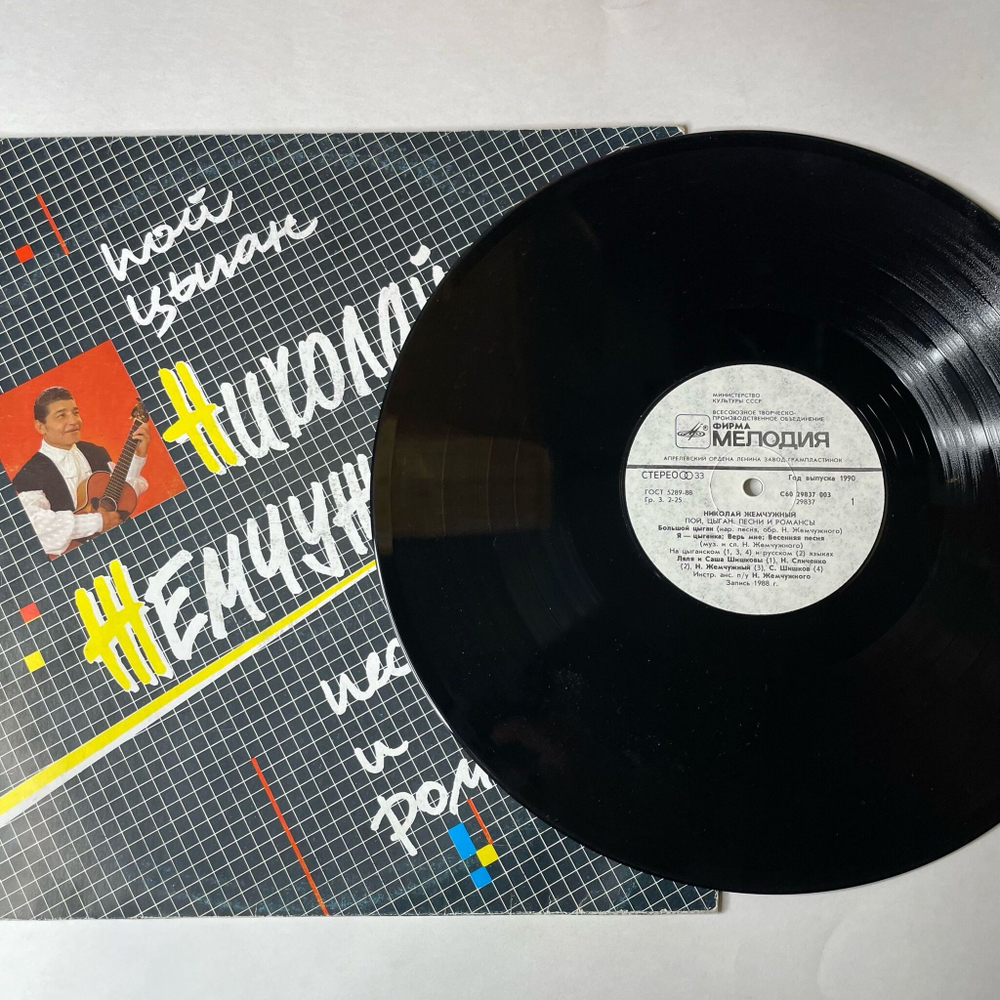 пой
цыган
Николай
Жемчуж
пес
и
ром
МИНИСТЕРСТВО
КУЛЬТУРЫ СССР
ВСЕСОЮЗНОЕ ТВОРЧЕСКО-
ПРОИЗВОДСТВЕННОЕ ОБЪЕДИНЕНИЕ
ФИРМА
® МЕЛОДИЯ
АПРЕЛЕВСКИЙ ОРДЕНА ЛЕНИНА ЗАВОД ГРАМПЛАСТИНОК
СТЕРЕО 33 Год выпуска 1990
ГОСТ 5289-88 С60 29837 003
Гр. 3. 2-25. 29837 1
НИКОЛАЙ ЖЕМЧУЖНЫЙ
ПОЙ, ЦЫГАН. ПЕСНИ И РОМАНСЫ
Большой цыган (нар. песня, обр. Н. Жемчужного)
Я — цыганка; Верь мне; Весенняя песня
(муз. и сл. Н. Жемчужного)
На цыганском (1, 3, 4) и русском (2) языках
Ляля и Саша Шишковы (1), Н. Сличенко
(2), Н. Жемчужный (3), С. Шишков (4)
Инстр. анс. п/у Н. Жемчужного
Запись 1988 г.